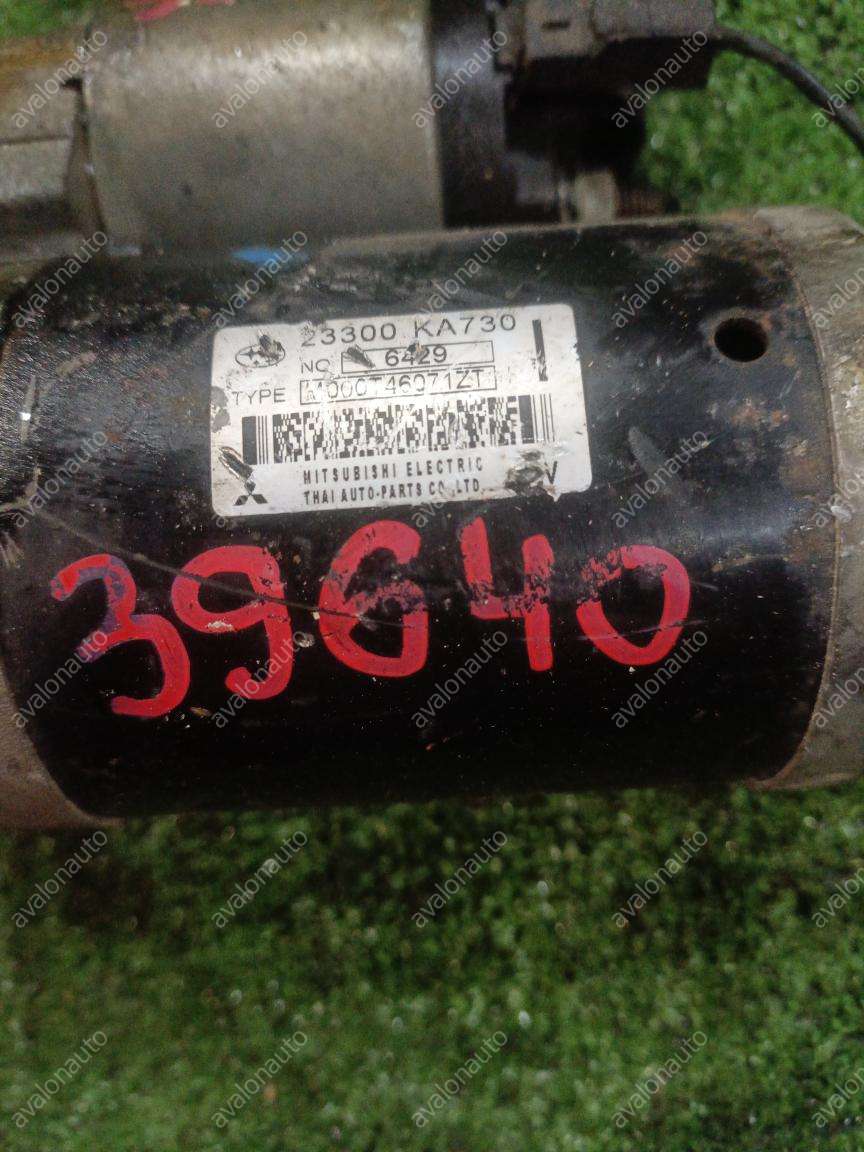 23300 KA730
NO 6429
TYPE M000T46071ZT
MITSUBISHI ELECTRIC
THAI AUTO-PARTS CO.,LTD.
V
39640
avalonauto